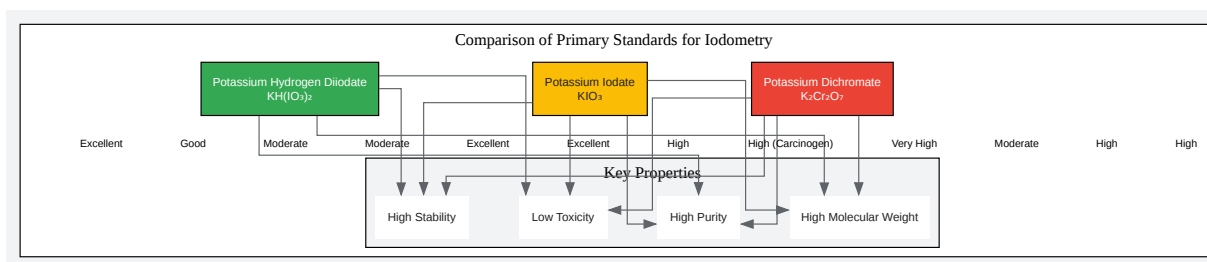 Comparison of Primary Standards for Iodometry
Potassium Hydrogen Diiodate
KH(IO₃)₂
Potassium Iodate
KIO₃
Potassium Dichromate
K₂Cr₂O₇
Excellent
Good
Moderate
Moderate
Excellent
Excellent
High
High (Carcinogen)
Very High
Moderate
High
High
Key Properties
High Stability
Low Toxicity
High Purity
High Molecular Weight